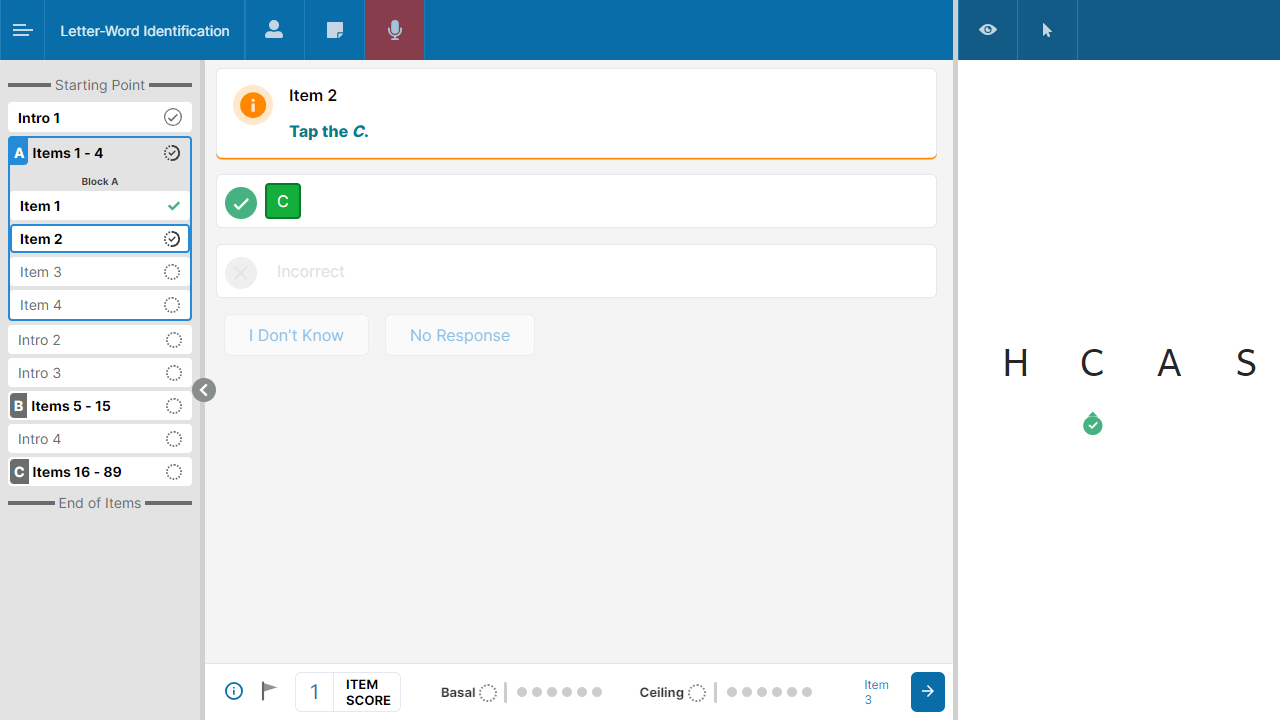 Letter-Word Identification
Starting Point
Intro 1
A Items 1 - 4
Block A
Item 1
Item 2
Item 3
Item 4
Intro 2
Intro 3
B Items 5 - 15
Intro 4
C Items 16 - 89
End of Items
Item 2
Tap the C.
C
Incorrect
I Don't Know No Response
H C A S
1 ITEM SCORE
Basal
Ceiling
Item 3